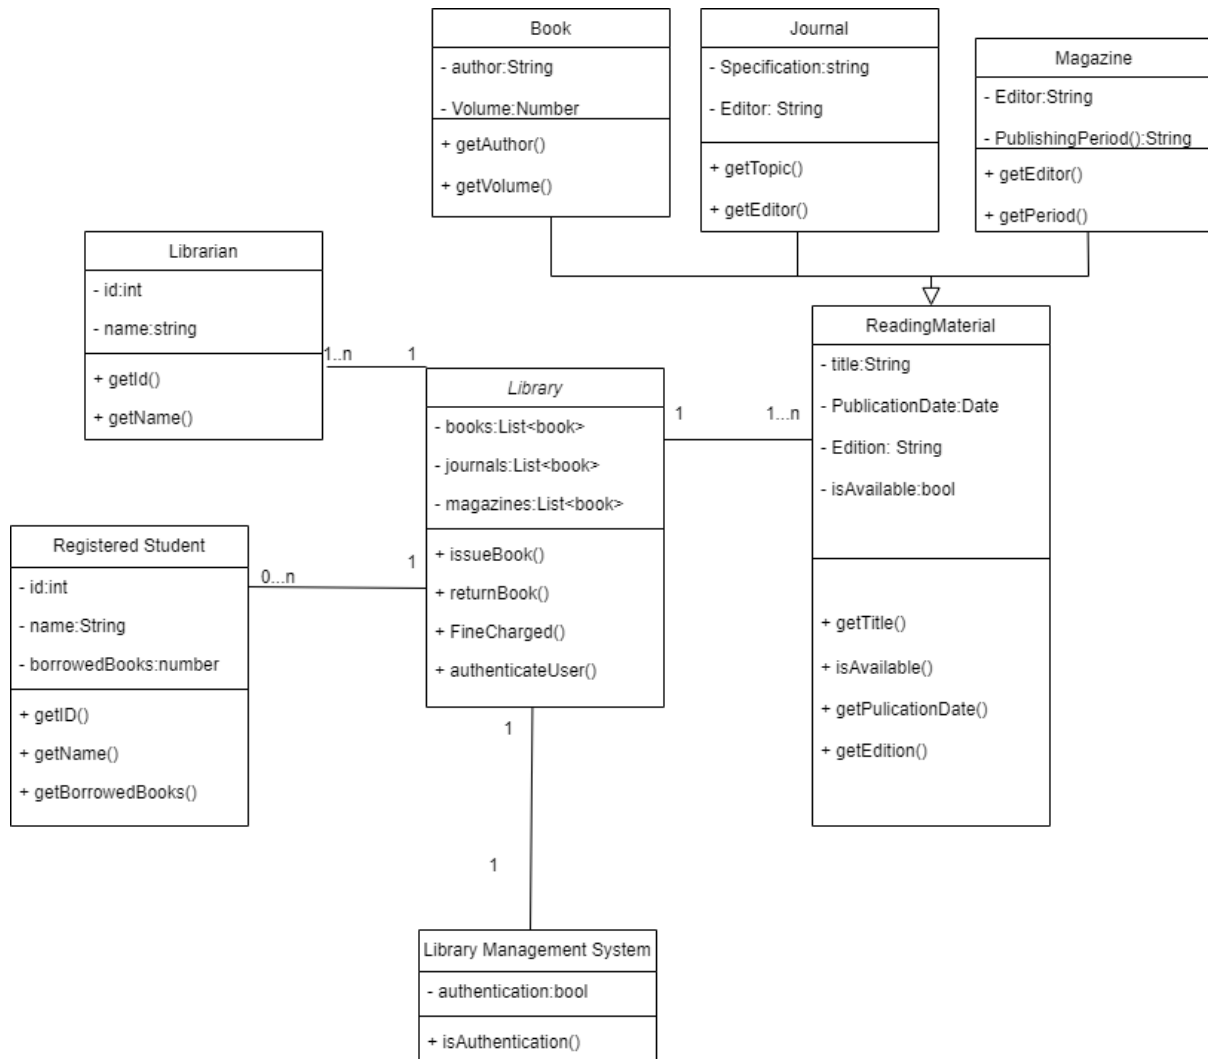 Book
- author:String
- Volume:Number
+ getAuthor()
+ getVolume()
Journal
- Specification:string
- Editor: String
+ getTopic()
+ getEditor()
Magazine
- Editor:String
- PublishingPeriod():String
+ getEditor()
+ getPeriod()
Librarian
- id:int
- name:string
+ getId()
+ getName()
1..n
1
Library
- books:List<book>
- journals:List<book>
- magazines:List<book>
+ issueBook()
+ returnBook()
+ FineCharged()
+ authenticateUser()
1
1...n
ReadingMaterial
- title:String
- PublicationDate:Date
- Edition: String
- isAvailable:bool
+ getTitle()
+ isAvailable()
+ getPulicationDate()
+ getEdition()
Registered Student
- id:int
- name:String
- borrowedBooks:number
+ getID()
+ getName()
+ getBorrowedBooks()
0...n
1
1
1
Library Management System
- authentication:bool
+ isAuthentication()